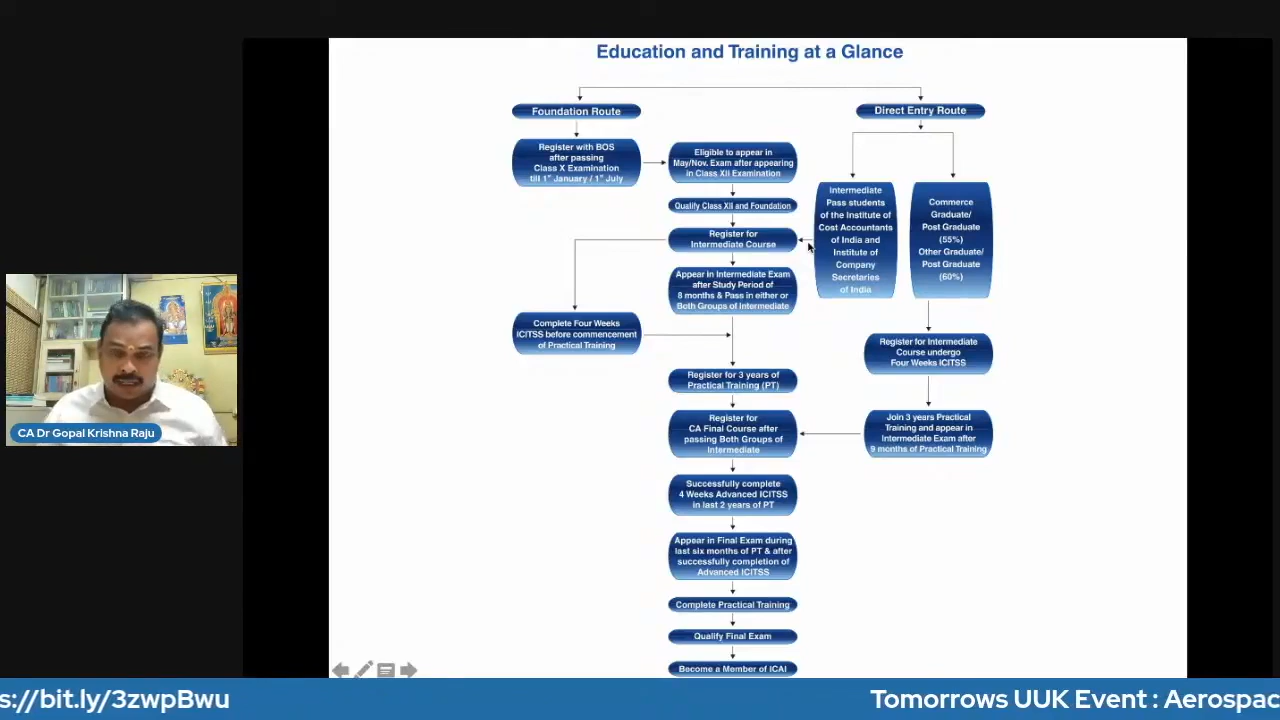 Education and Training at a Glance
Foundation Route
Direct Entry Route
Register with BOS
after passing
Class X Examination
till 1st January / 1st July
Eligible to appear in
May/Nov. Exam after appearing
in Class XII Examination
Qualify Class XII and Foundation
Register for
Intermediate Course
Appear in Intermediate Exam
after Study Period of
8 months & Pass in either or
Both Groups of Intermediate
Complete Four Weeks
ICITSS before commencement
of Practical Training
Intermediate
Pass students
of the Institute of
Cost Accountants
of India and
Institute of
Company
Secretaries
of India
Commerce
Graduate/
Post Graduate
(55%)
Other Graduate/
Post Graduate
(60%)
Register for Intermediate
Course undergo
Four Weeks ICITSS
Register for 3 years of
Practical Training (PT)
Register for
CA Final Course after
passing Both Groups of
Intermediate
Join 3 years Practical
Training and appear in
Intermediate Exam after
9 months of Practical Training
Successfully complete
4 Weeks Advanced ICITSS
in last 2 years of PT
Appear in Final Exam during
last six months of PT & after
successfully completion of
Advanced ICITSS
Complete Practical Training
Qualify Final Exam
Become a Member of ICAI
CA Dr Gopal Krishna Raju
s://bit.ly/3zwpBwu
Tomorrows UUK Event : Aerospac